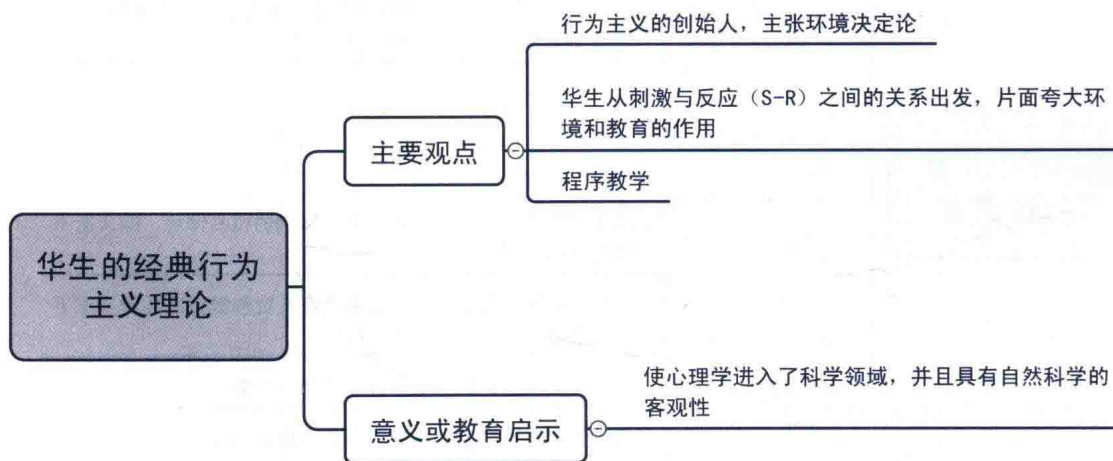 华生的经典行为
主义理论
主要观点
行为主义的创始人，主张环境决定论
华生从刺激与反应（S-R）之间的关系出发，片面夸大环
境和教育的作用
程序教学
意义或教育启示
使心理学进入了科学领域，并且具有自然科学的
客观性